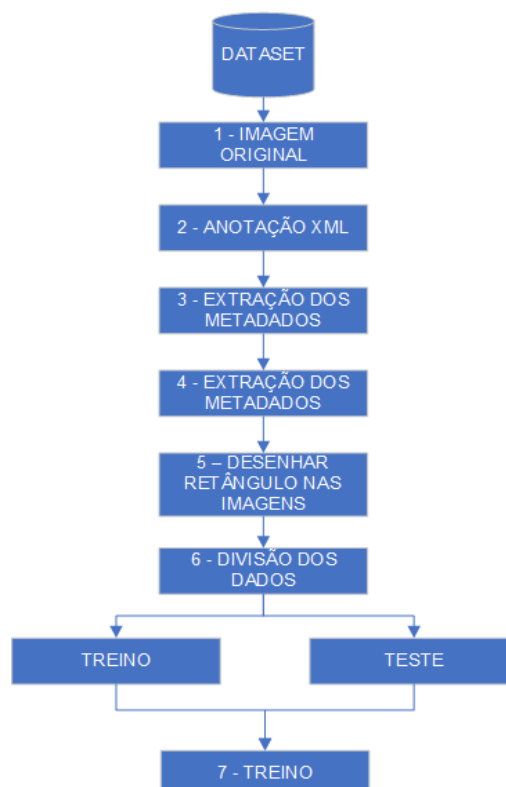 DATASET
1 - IMAGEM
ORIGINAL
2 - ANOTAÇÃO XML
3 - EXTRAÇÃO DOS
METADADOS
4 - EXTRAÇÃO DOS
METADADOS
5 – DESENHAR
RETÂNGULO NAS
IMAGENS
6 - DIVISÃO DOS
DADOS
TREINO
TESTE
7 - TREINO